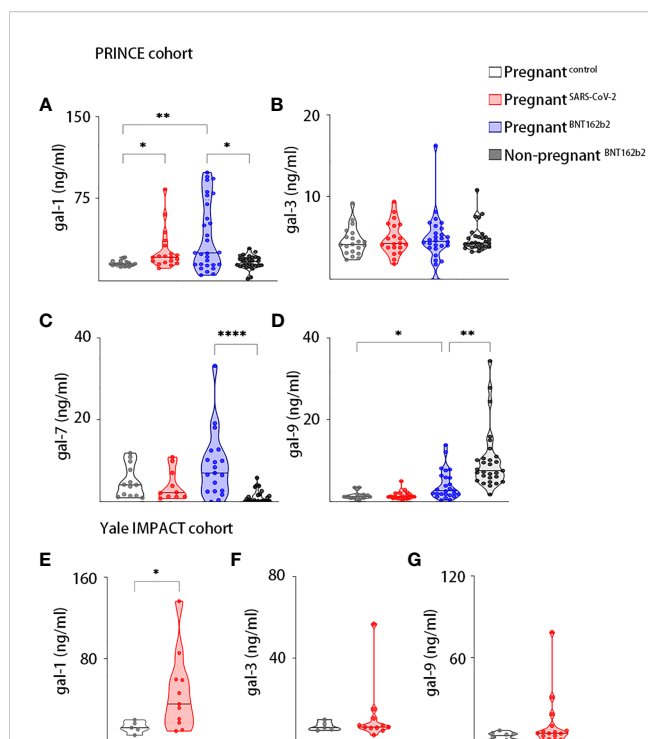 PRINCE cohort
Pregnant control
Pregnant SARS-CoV-2
Pregnant BNT162b2
Non-pregnant BNT162b2
A
gal-1 (ng/ml)
150
75
**
*
*
B
gal-3 (ng/ml)
20
10
C
gal-7 (ng/ml)
40
20
****
D
gal-9 (ng/ml)
40
20
*
**
Yale IMPACT cohort
E
gal-1 (ng/ml)
160
80
*
F
gal-3 (ng/ml)
80
40
G
gal-9 (ng/ml)
120
60